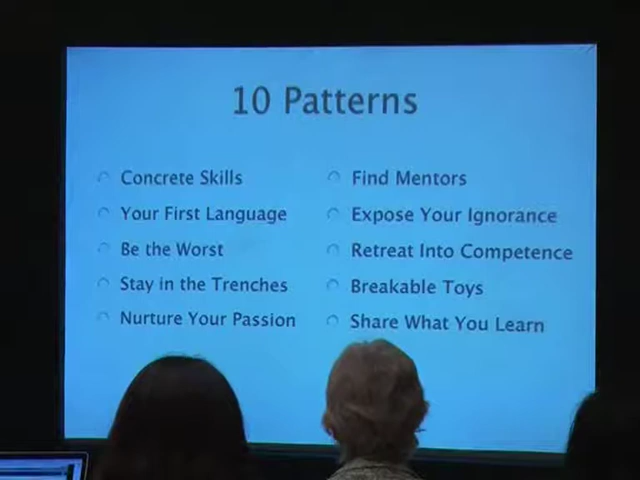 10 Patterns
Concrete Skills
Your First Language
Be the Worst
Stay in the Trenches
Nurture Your Passion
Find Mentors
Expose Your Ignorance
Retreat Into Competence
Breakable Toys
Share What You Learn